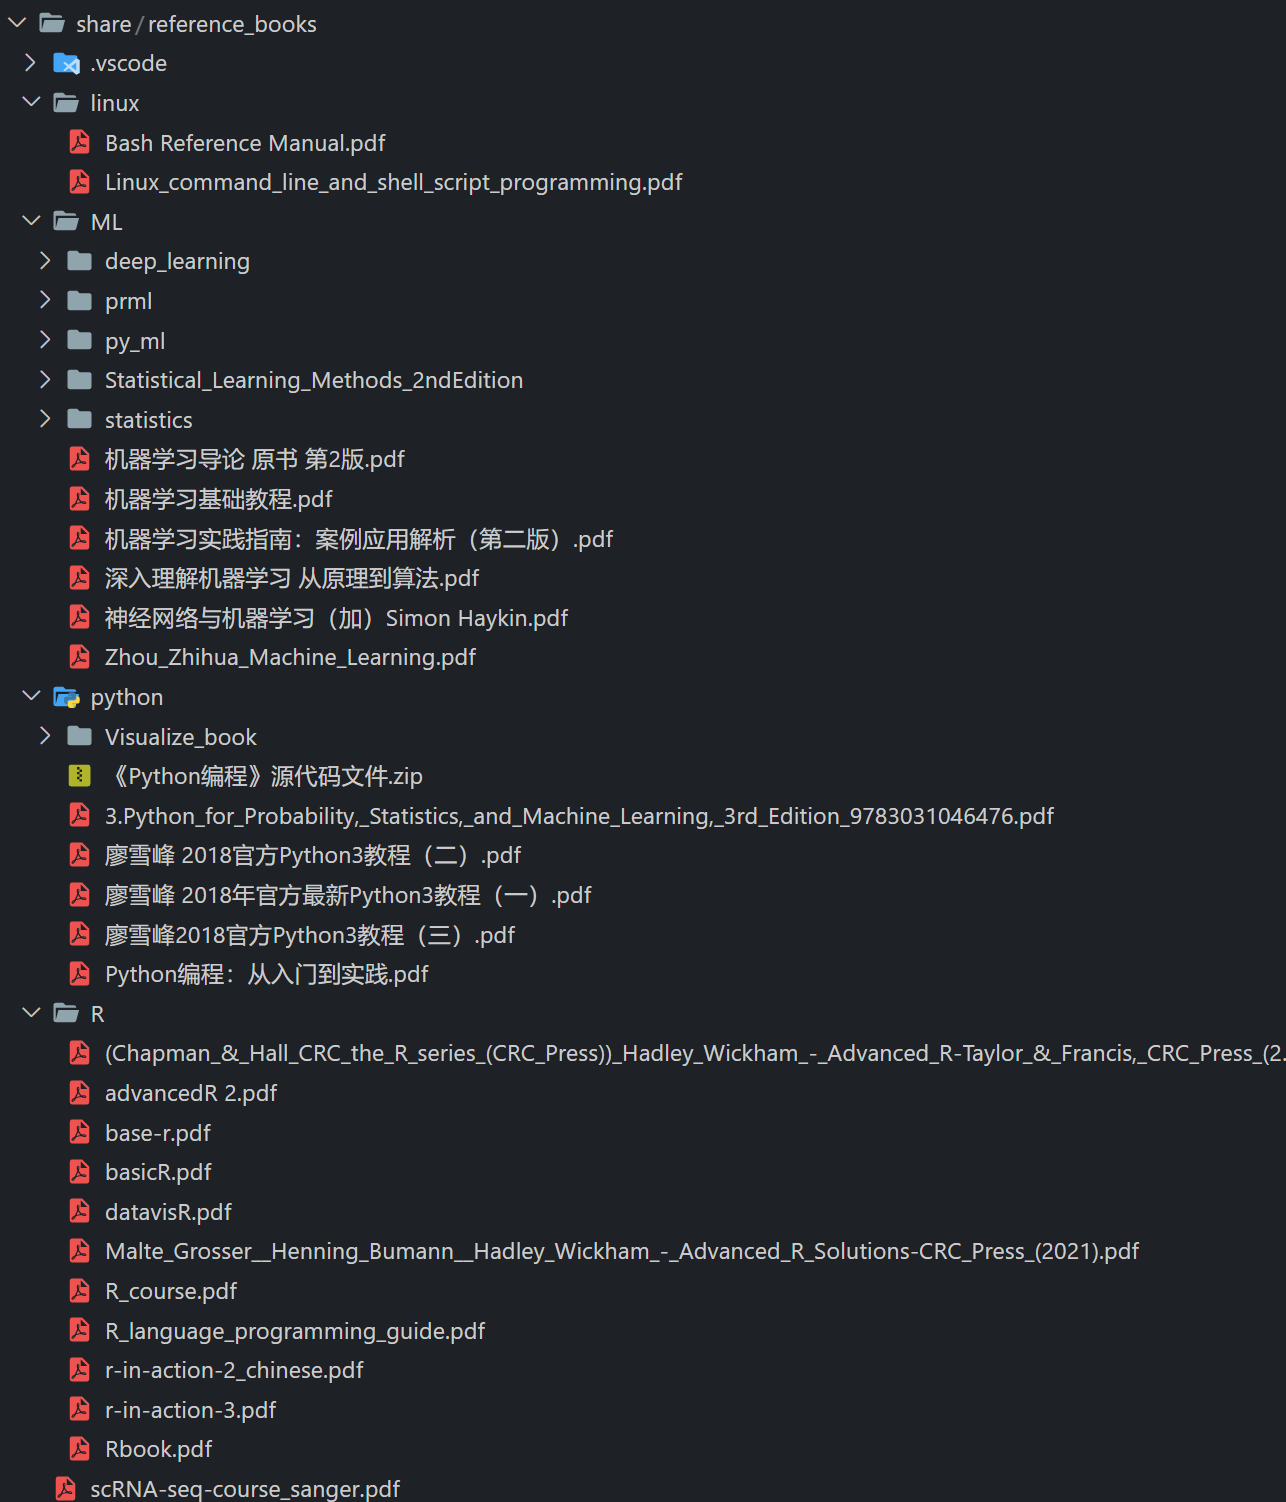 share/reference_books
.vscode
linux
Bash Reference Manual.pdf
Linux_command_line_and_shell_script_programming.pdf
ML
deep_learning
prml
py_ml
Statistical_Learning_Methods_2ndEdition
statistics
机器学习导论 原书 第2版.pdf
机器学习基础教程.pdf
机器学习实践指南：案例应用解析（第二版）.pdf
深入理解机器学习 从原理到算法.pdf
神经网络与机器学习（加）Simon Haykin.pdf
Zhou_Zhihua_Machine_Learning.pdf
python
Visualize_book
《Python编程》源代码文件.zip
3.Python_for_Probability,_Statistics,_and_Machine_Learning,_3rd_Edition_9783031046476.pdf
廖雪峰 2018官方Python3教程（二）.pdf
廖雪峰 2018年官方最新Python3教程（一）.pdf
廖雪峰2018官方Python3教程（三）.pdf
Python编程：从入门到实践.pdf
R
(Chapman_&_Hall_CRC_the_R_series_(CRC_Press))_Hadley_Wickham_-_Advanced_R-Taylor_&_Francis,_CRC_Press_(2.
advancedR 2.pdf
base-r.pdf
basicR.pdf
datavisR.pdf
Malte_Grosser__Henning_Bumann__Hadley_Wickham_-_Advanced_R_Solutions-CRC_Press_(2021).pdf
R_course.pdf
R_language_programming_guide.pdf
r-in-action-2_chinese.pdf
r-in-action-3.pdf
Rbook.pdf
scRNA-seq-course_sanger.pdf